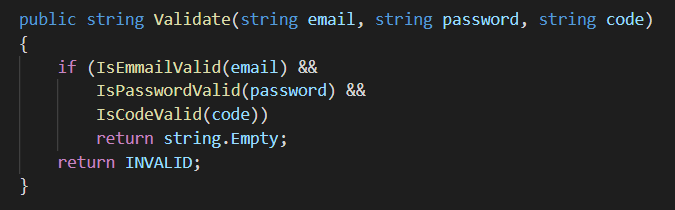 public string Validate(string email, string password, string code)
{
    if (IsEmmailValid(email) &&
        IsPasswordValid(password) &&
        IsCodeValid(code))
        return string.Empty;
    return INVALID;
}